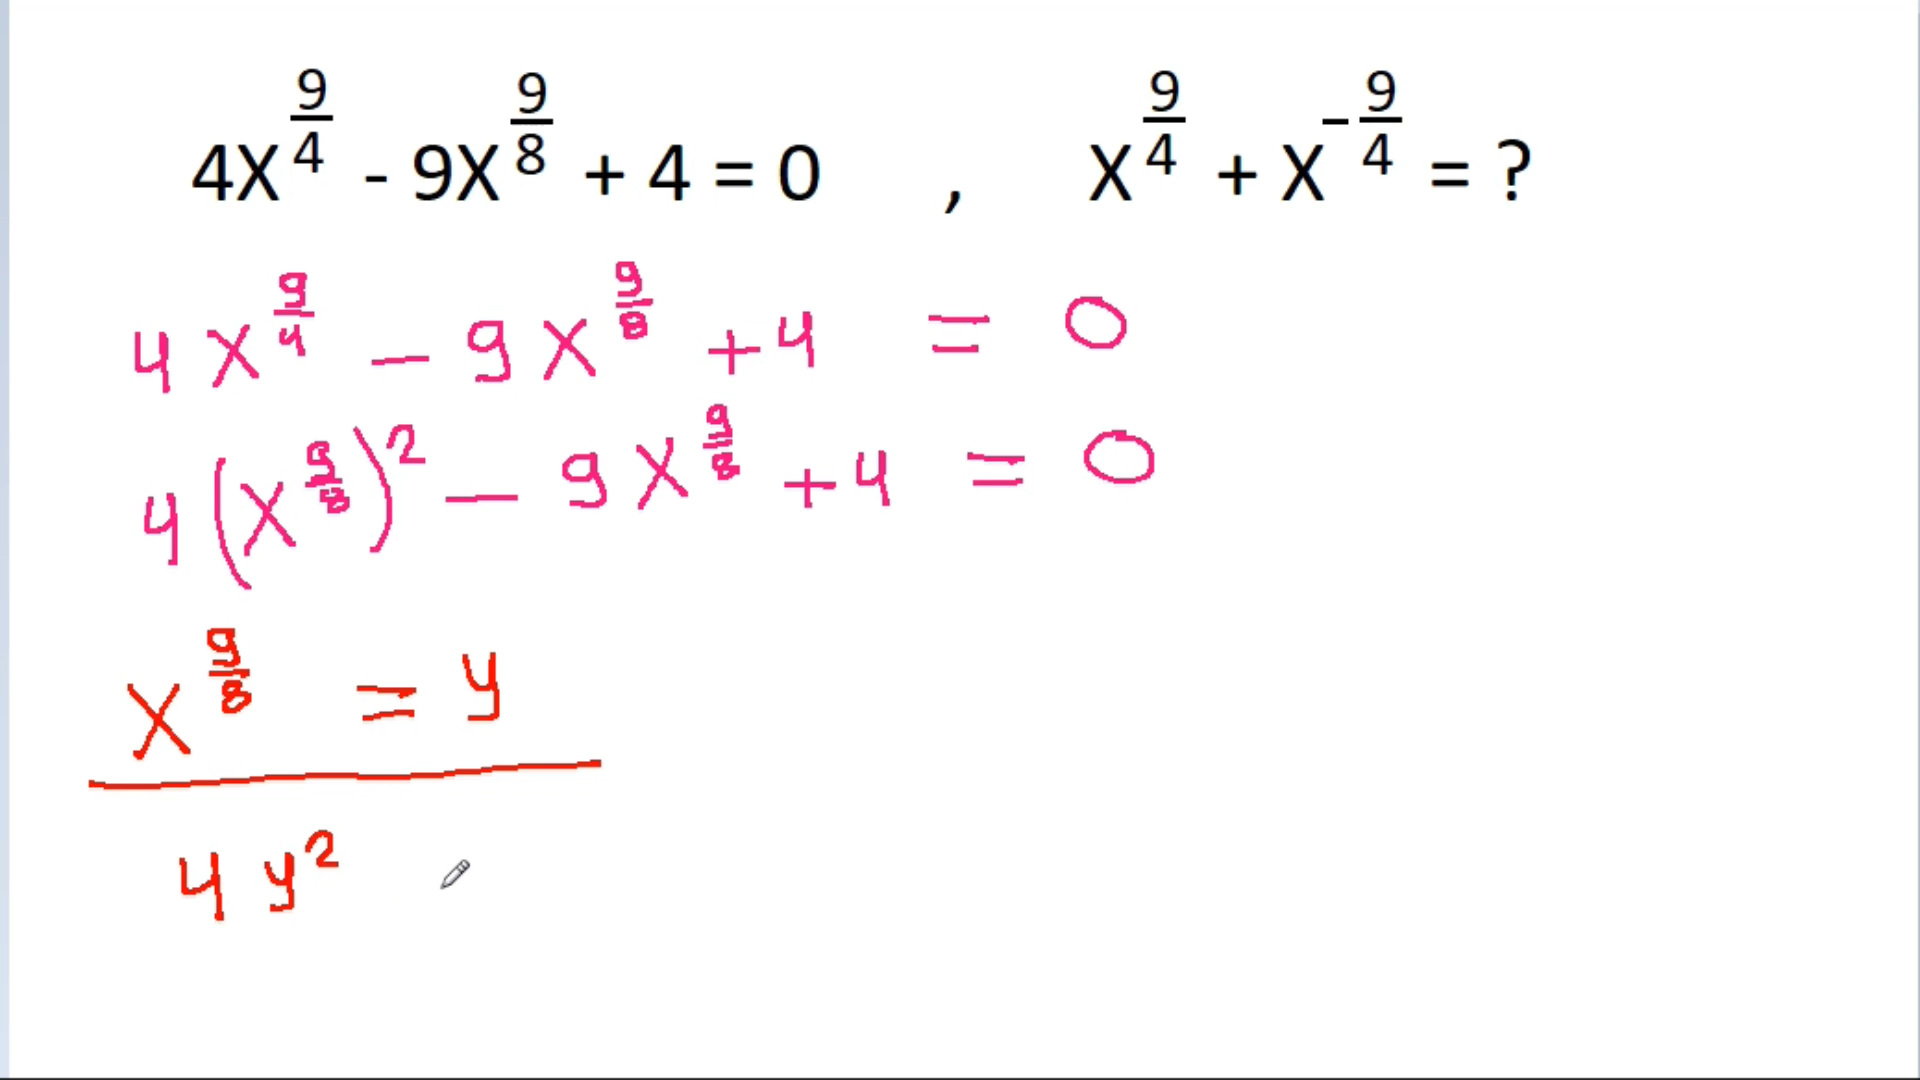 4X^(9/4) - 9X^(9/8) + 4 = 0 , X^(9/4) + X^(-9/4) = ?
4x^(9/4) - 9x^(9/8) + 4 = 0
4(x^(9/8))^2 - 9x^(9/8) + 4 = 0
x^(9/8) = y
4y^2